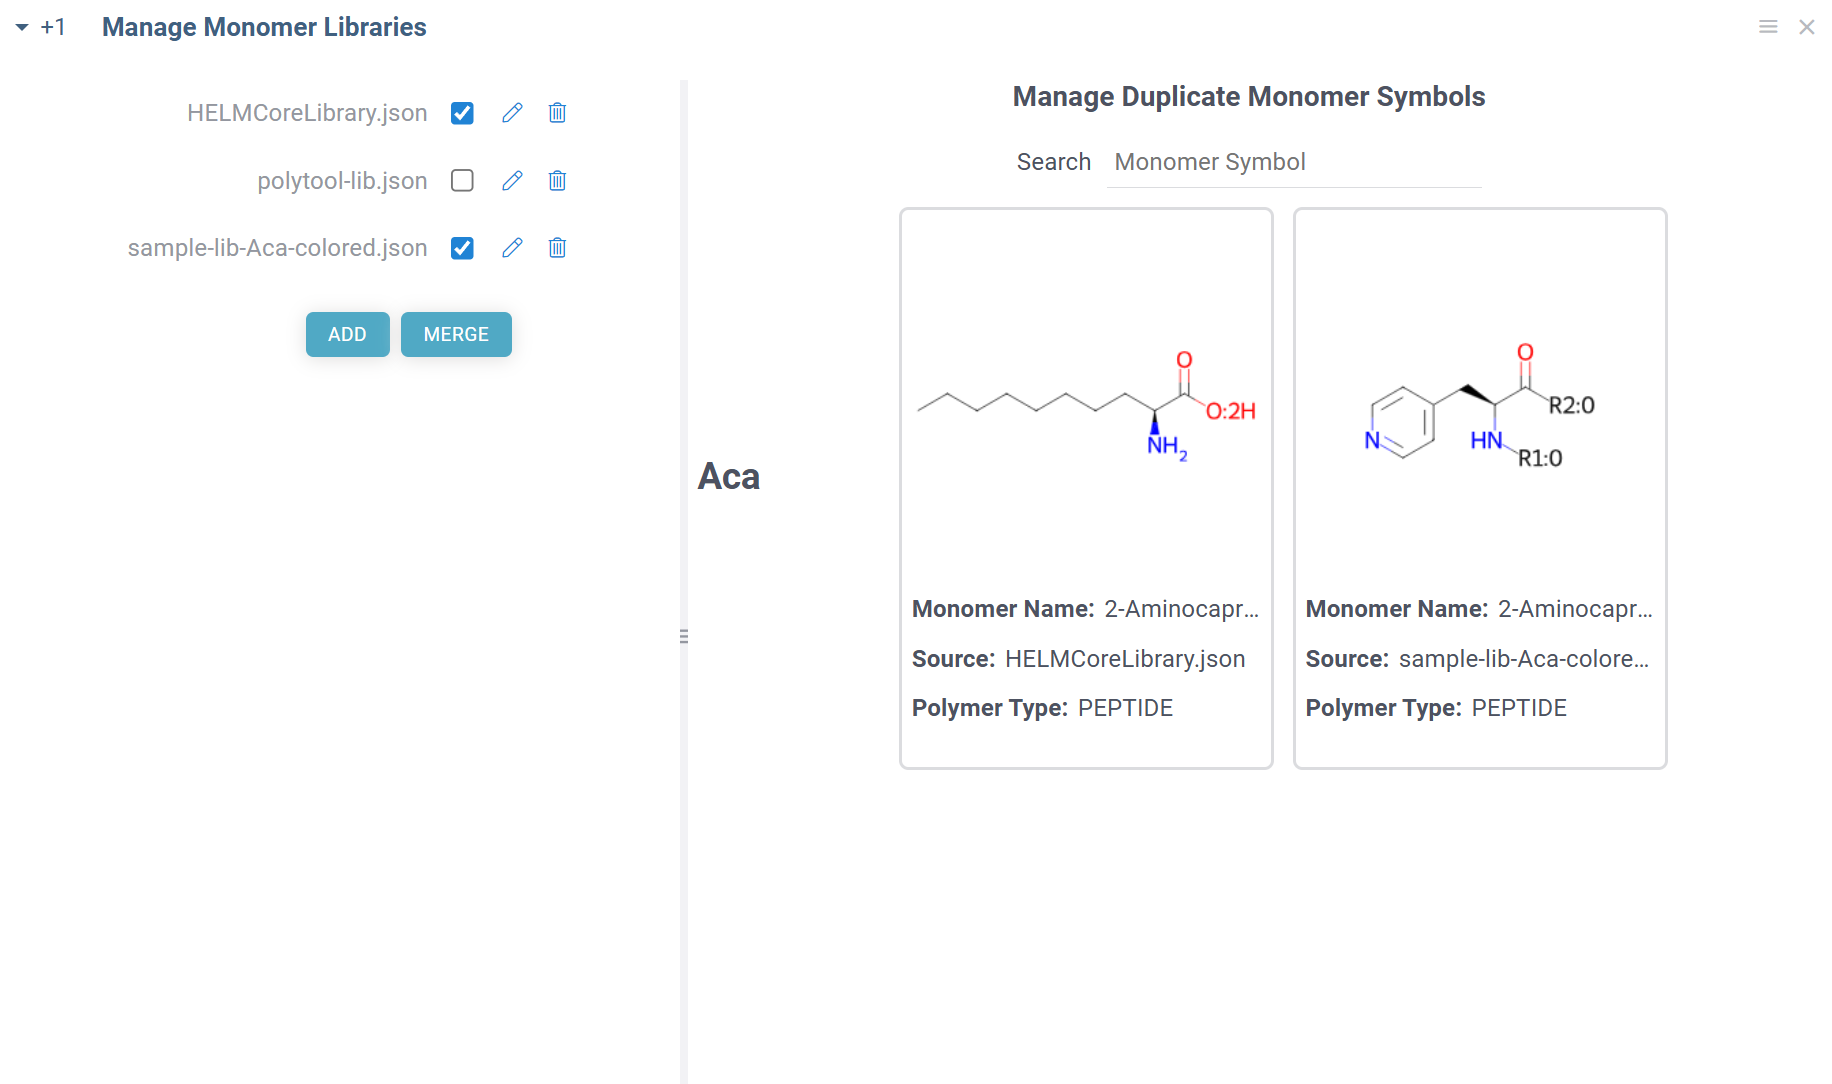 +1 Manage Monomer Libraries
HELMCoreLibrary.json
polytool-lib.json
sample-lib-Aca-colored.json
ADD MERGE
Manage Duplicate Monomer Symbols
Search Monomer Symbol
Aca
O
O:2H
NH2
Monomer Name: 2-Aminocapr...
Source: HELMCoreLibrary.json
Polymer Type: PEPTIDE
O
R2:0
N
HN
R1:0
Monomer Name: 2-Aminocapr...
Source: sample-lib-Aca-colore...
Polymer Type: PEPTIDE